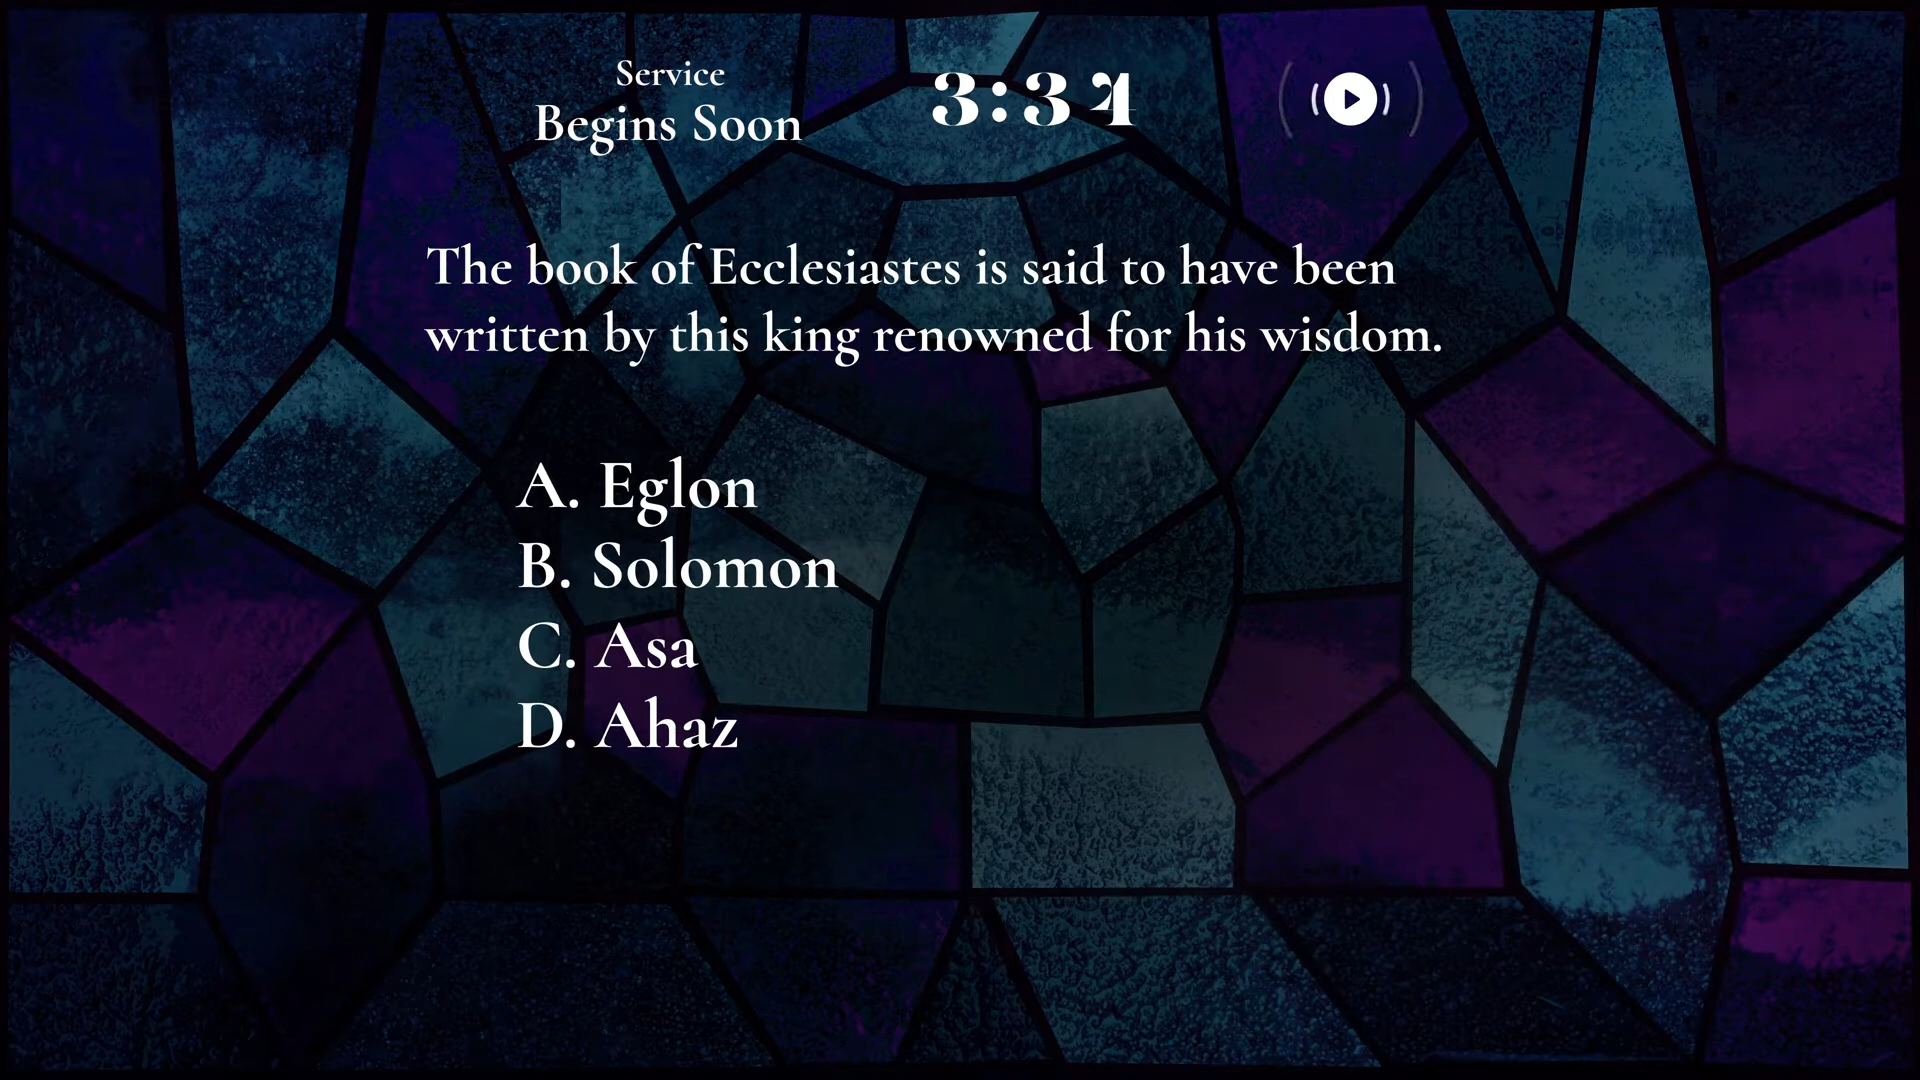 Service
Begins Soon
3:34
The book of Ecclesiastes is said to have been
written by this king renowned for his wisdom.
A. Eglon
B. Solomon
C. Asa
D. Ahaz